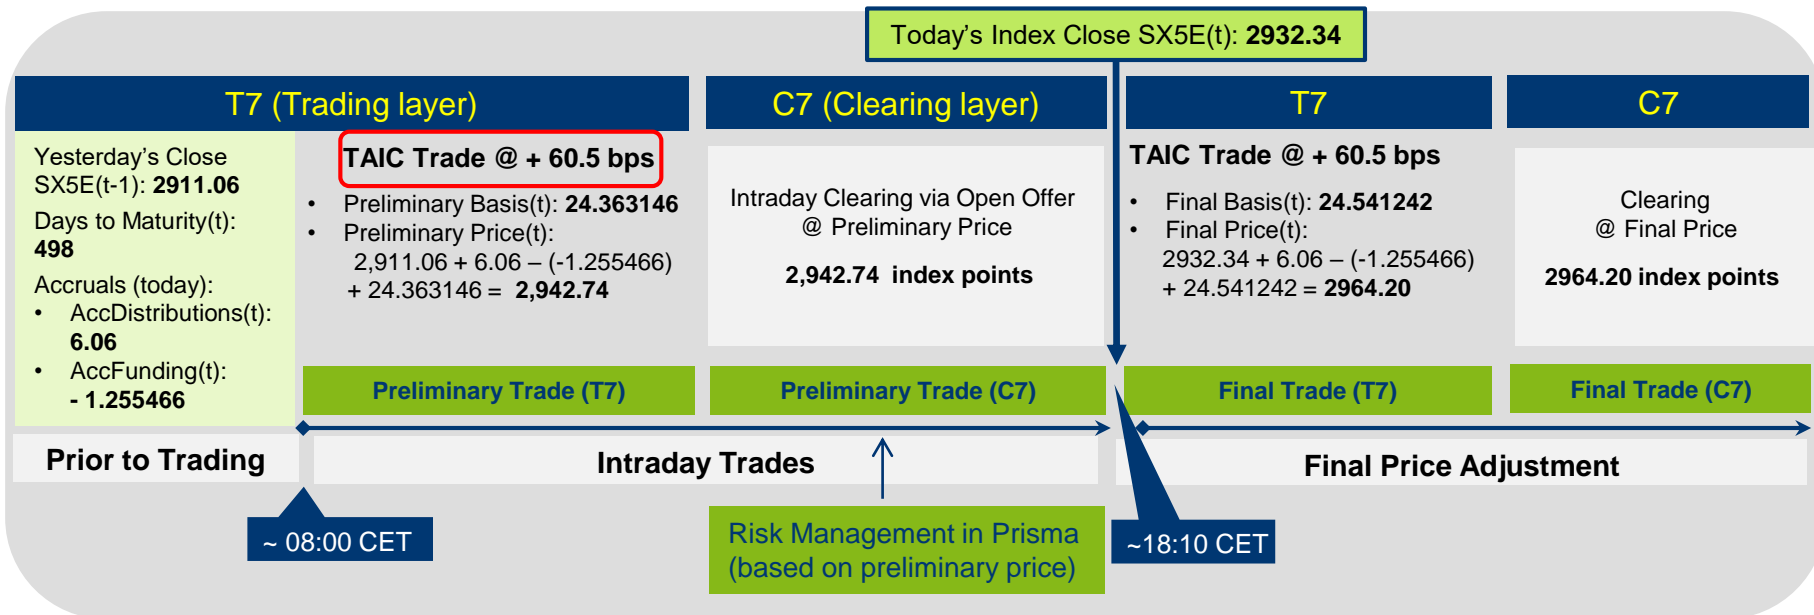 Today's Index Close SX5E(t): 2932.34
T7 (Trading layer)
C7 (Clearing layer)
T7
C7
Yesterday's Close
SX5E(t-1): 2911.06
Days to Maturity(t):
498
Accruals (today):
• AccDistributions(t):
6.06
• AccFunding(t):
- 1.255466
TAIC Trade @ + 60.5 bps
• Preliminary Basis(t): 24.363146
• Preliminary Price(t):
2,911.06 + 6.06 – (-1.255466)
+ 24.363146 = 2,942.74
Intraday Clearing via Open Offer
@ Preliminary Price
2,942.74 index points
TAIC Trade @ + 60.5 bps
• Final Basis(t): 24.541242
• Final Price(t):
2932.34 + 6.06 – (-1.255466)
+ 24.541242 = 2964.20
Clearing
@ Final Price
2964.20 index points
Preliminary Trade (T7)
Preliminary Trade (C7)
Final Trade (T7)
Final Trade (C7)
Prior to Trading
Intraday Trades
Final Price Adjustment
~ 08:00 CET
Risk Management in Prisma
(based on preliminary price)
~18:10 CET